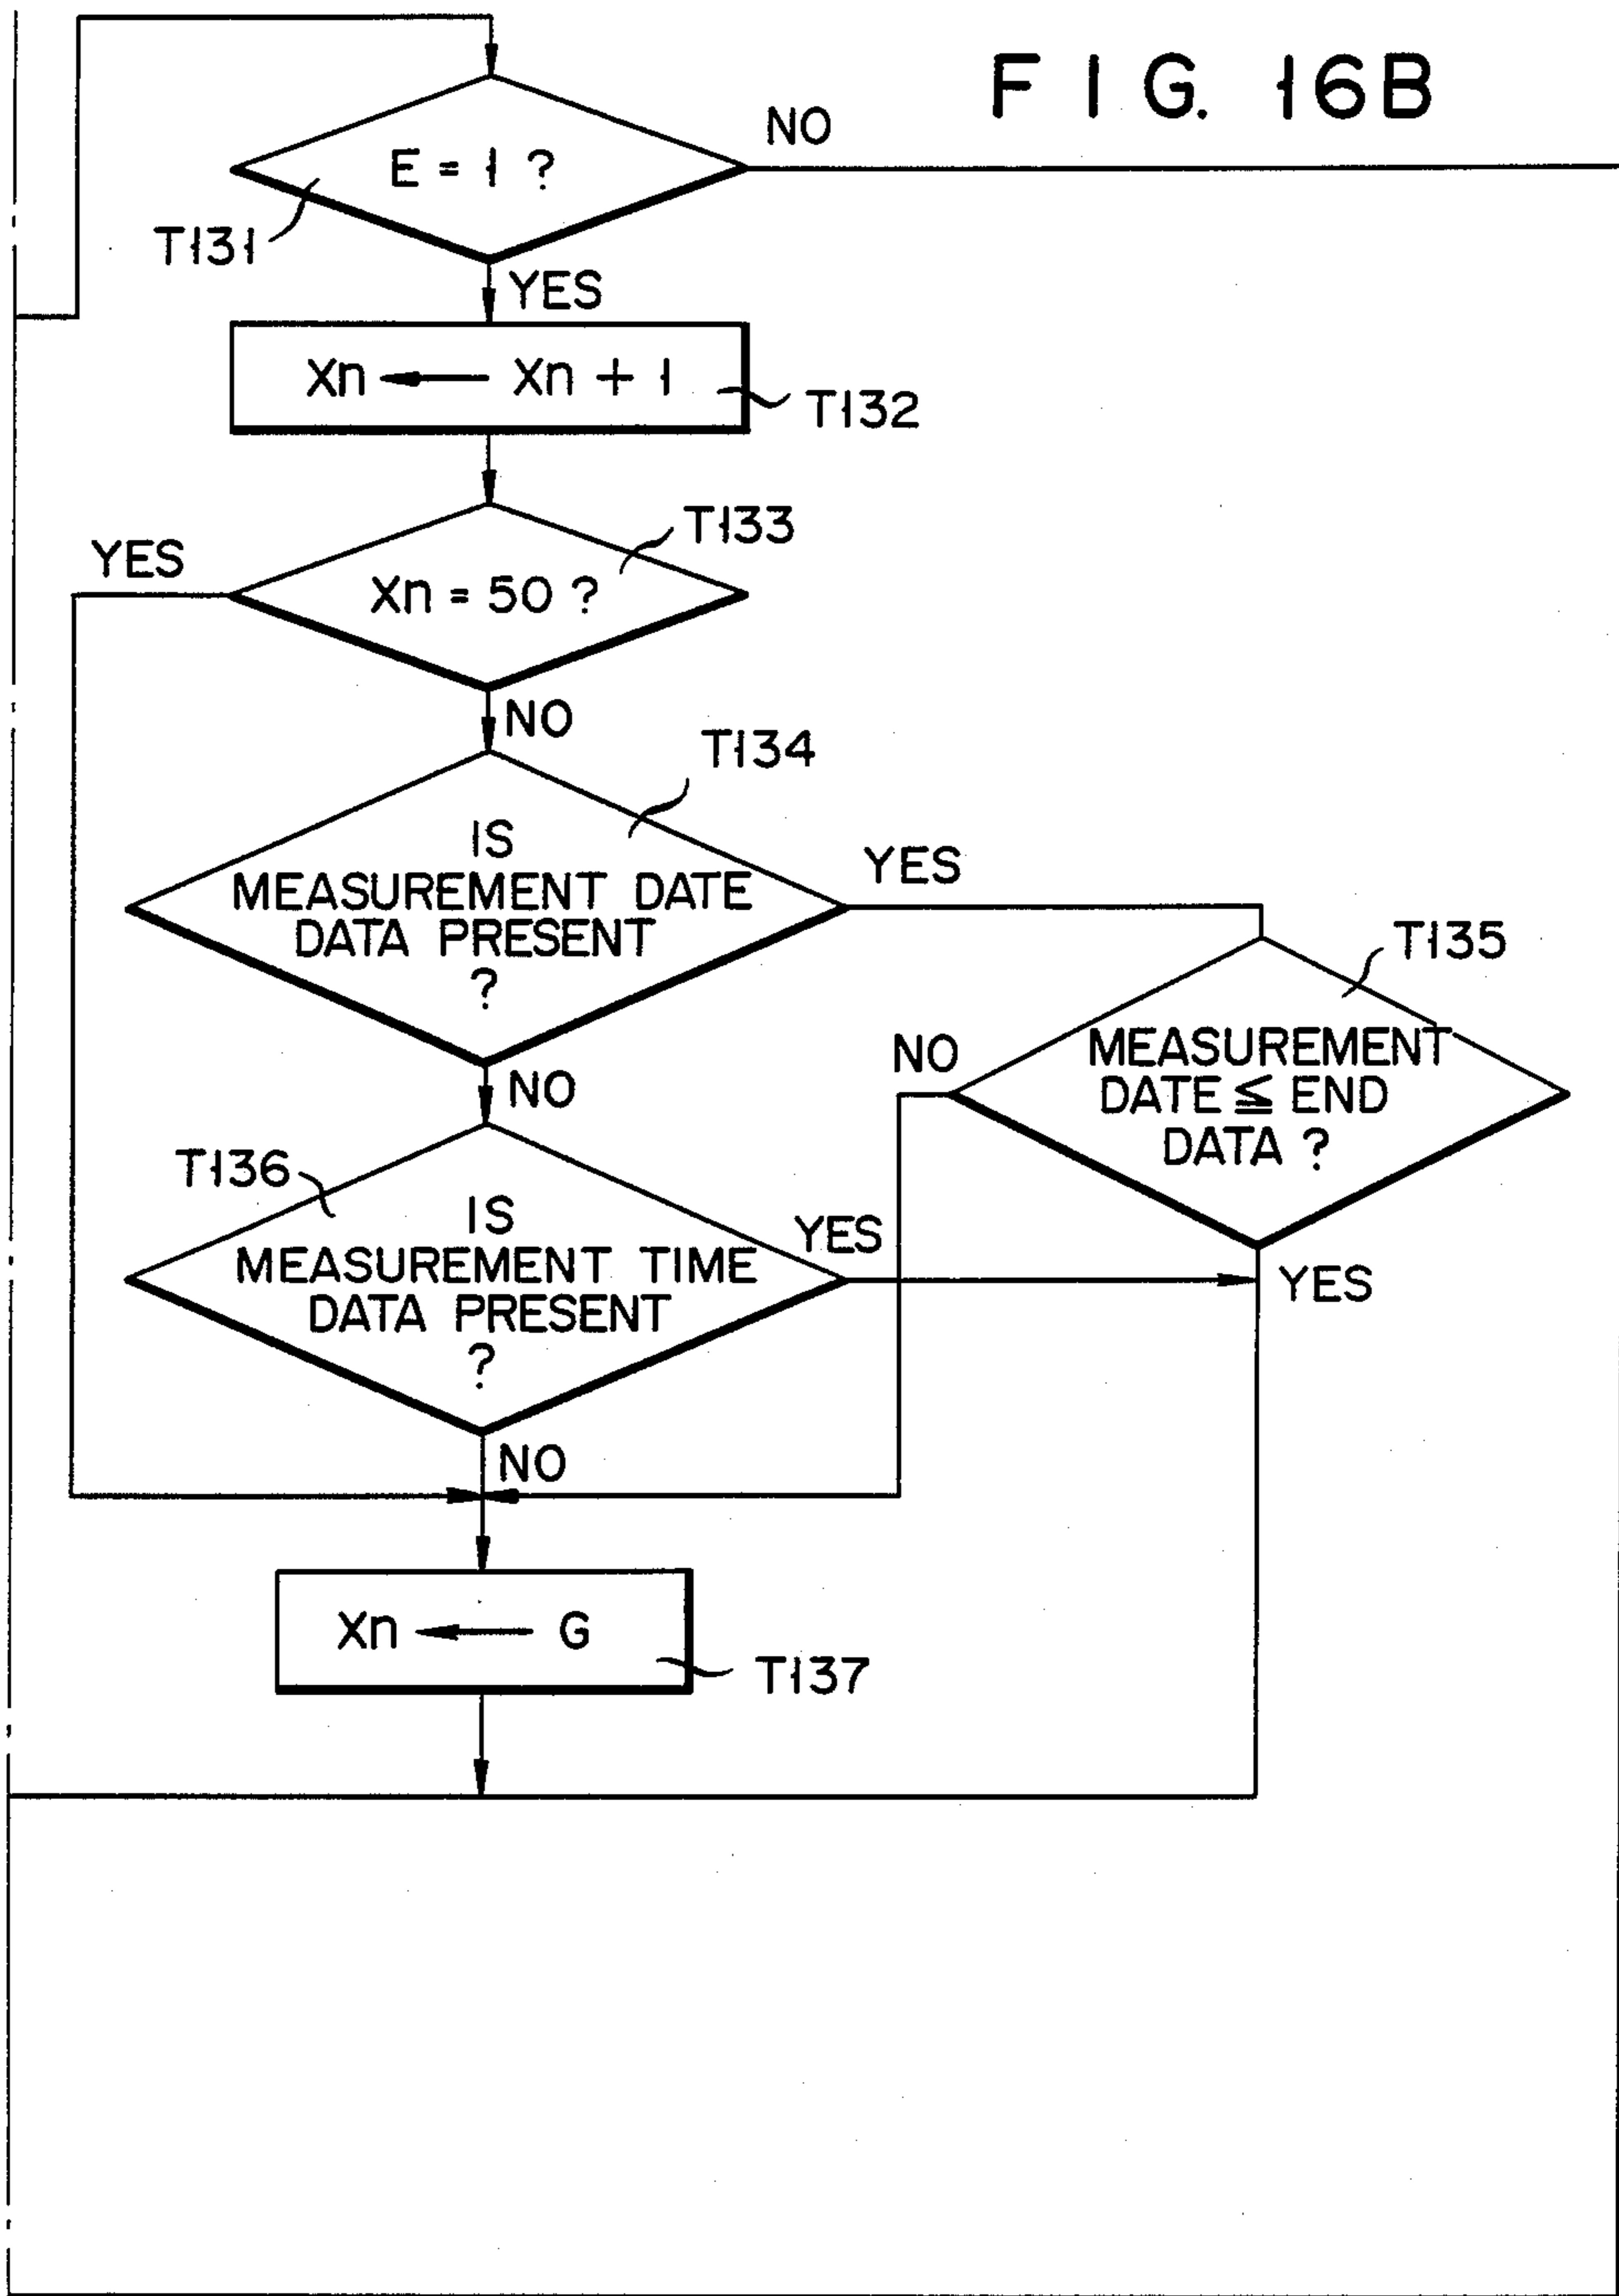 F I G. 16B
E = 1 ?
NO
T131
YES
Xn ← Xn + 1
T132
T133
YES
Xn = 50 ?
NO
T134
IS
MEASUREMENT DATE
DATA PRESENT
?
YES
T135
NO
MEASUREMENT
DATE ≦ END
DATA ?
NO
YES
T136
IS
MEASUREMENT TIME
DATA PRESENT
?
YES
NO
Xn ← G
T137